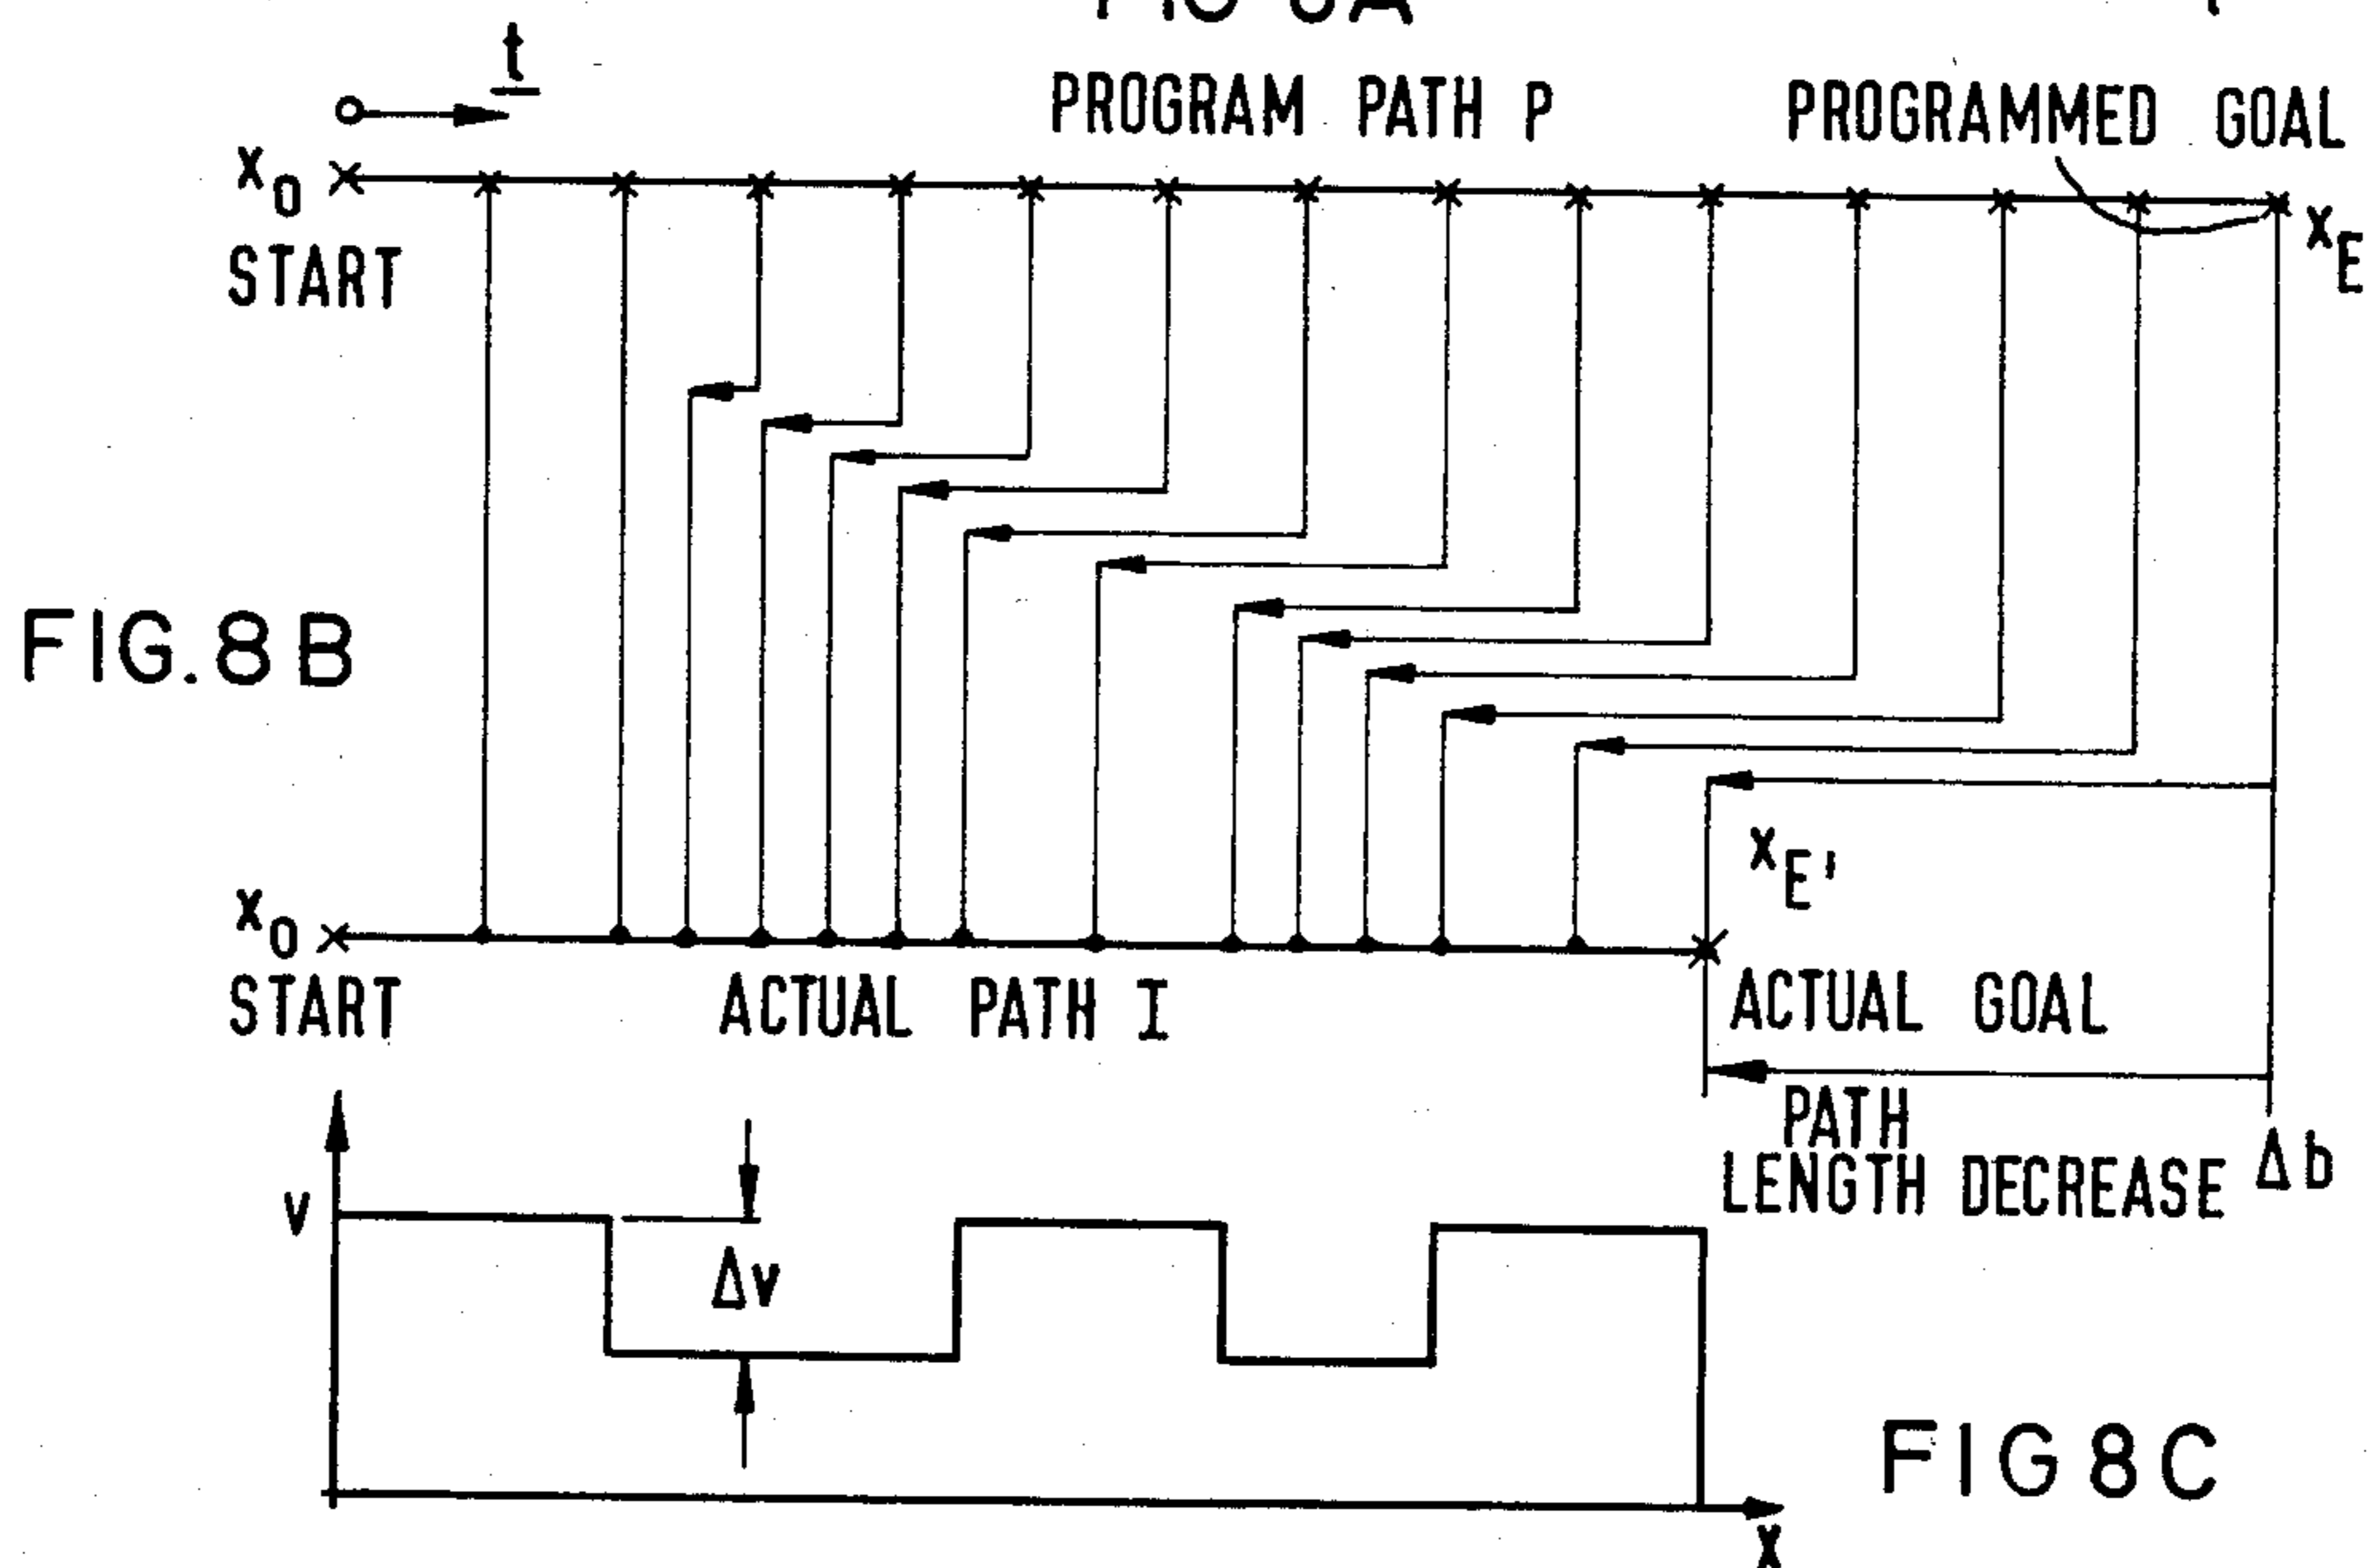 t
PROGRAM PATH P
PROGRAMMED GOAL
X0
START
XE
FIG.8B
XE'
X0
START
ACTUAL PATH I
ACTUAL GOAL
PATH
LENGTH DECREASE Δb
v
Δv
FIG 8C
X